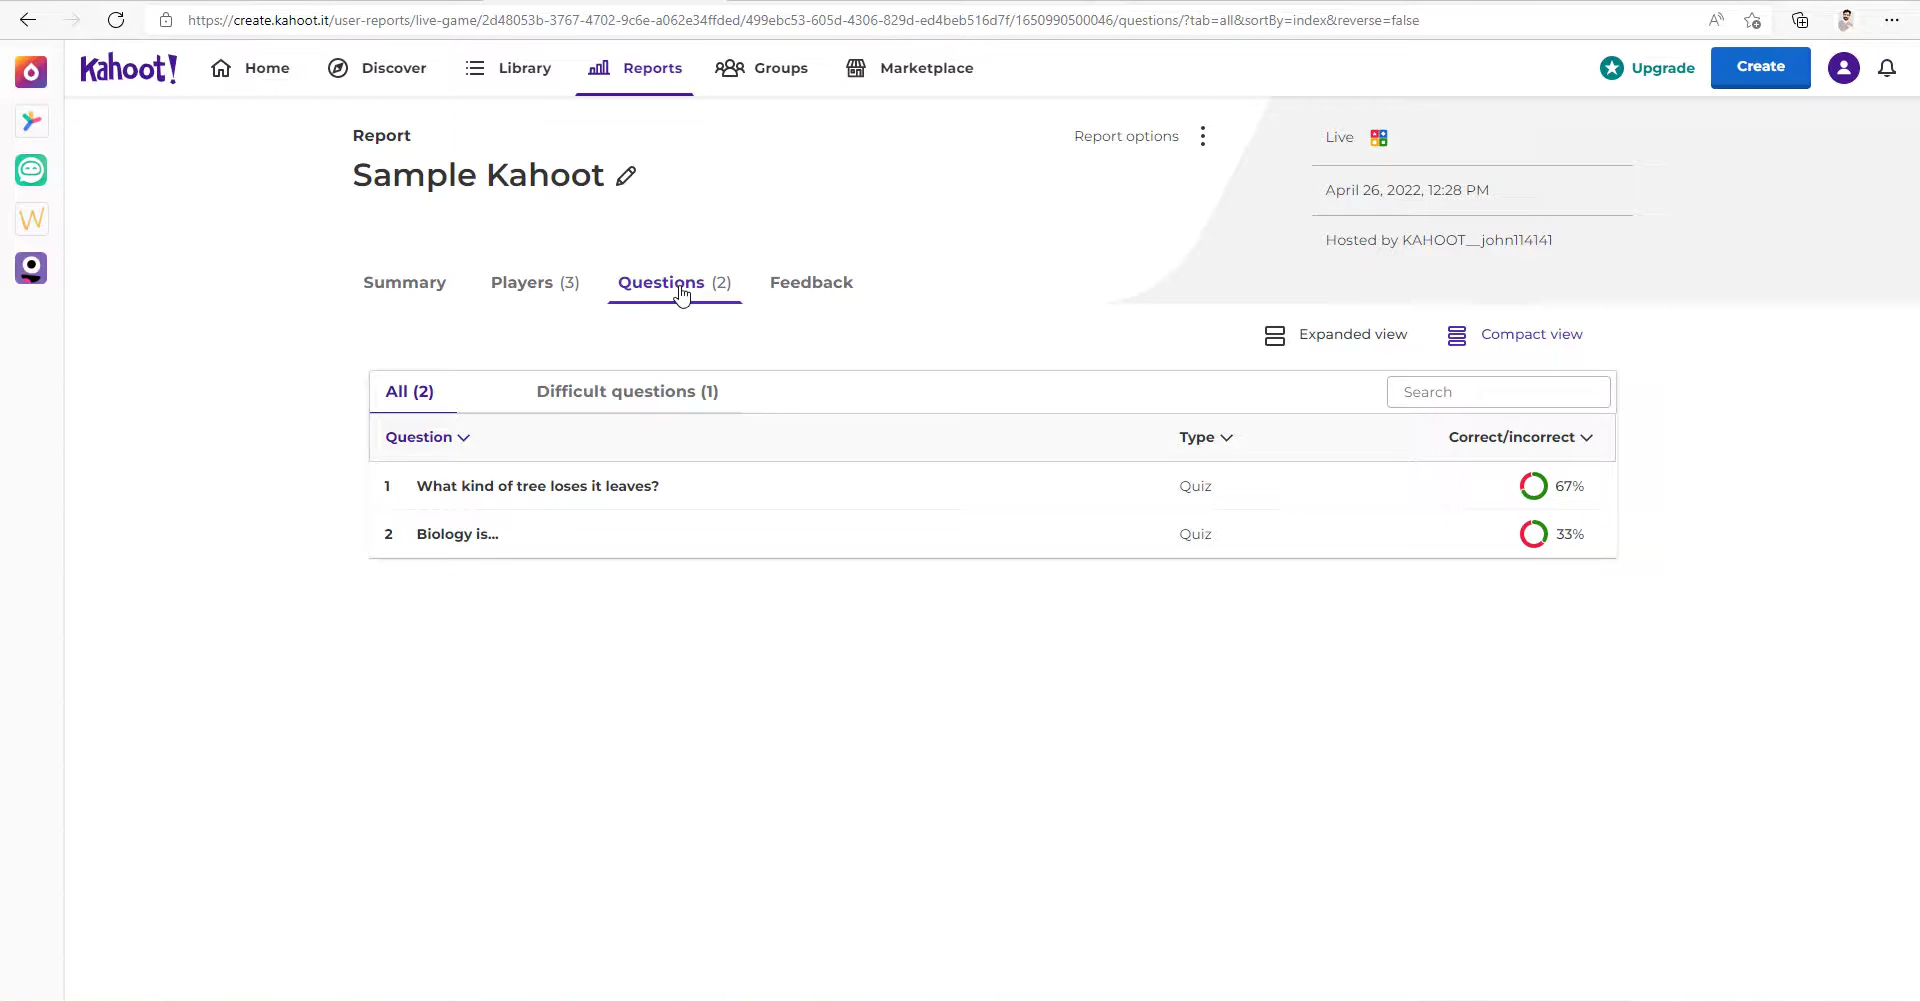 https://create.kahoot.it/user-reports/live-game/2d48053b-3767-4702-9c6e-a062e34ffded/499ebc53-605d-4306-829d-ed4beb516d7f/1650990500046/questions/?tab=all&sortBy=index&reverse=false
Kahoot! Home Discover Library Reports Groups Marketplace Upgrade Create
Report
Report options
Live
Sample Kahoot
April 26, 2022, 12:28 PM
Hosted by KAHOOT__john114141
Summary Players (3) Questions (2) Feedback
Expanded view Compact view
All (2) Difficult questions (1) Search
Question Type Correct/incorrect
1 What kind of tree loses it leaves? Quiz 67%
2 Biology is... Quiz 33%